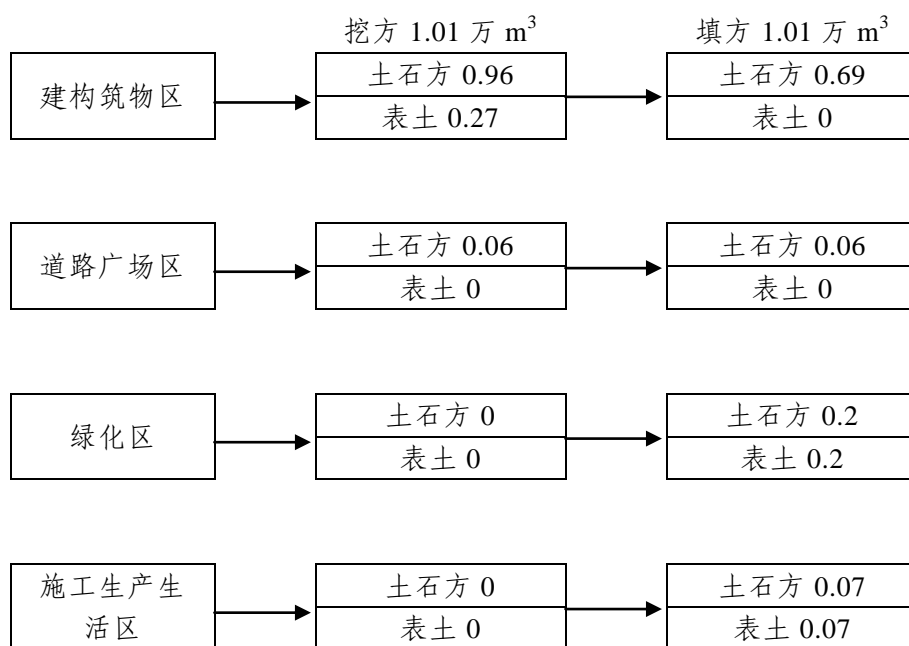 挖方 1.01 万 m³
填方 1.01 万 m³
建构筑物区
土石方 0.96
表土 0.27
土石方 0.69
表土 0
道路广场区
土石方 0.06
表土 0
土石方 0.06
表土 0
绿化区
土石方 0
表土 0
土石方 0.2
表土 0.2
施工生产生
活区
土石方 0
表土 0
土石方 0.07
表土 0.07